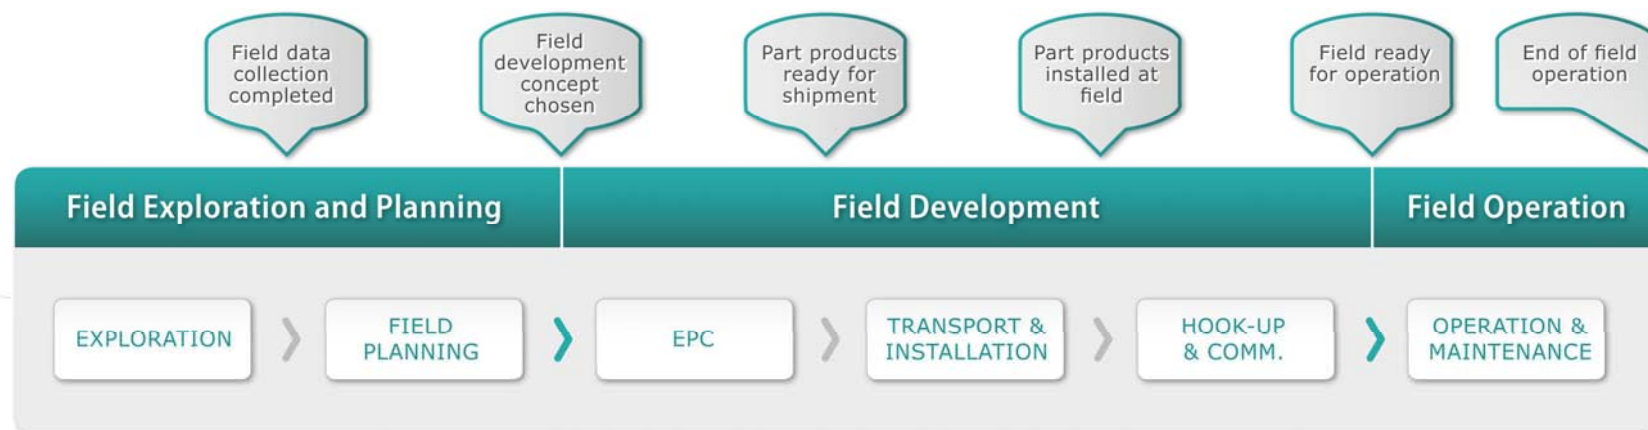 Field data
collection
completed
Field
development
concept
chosen
Part products
ready for
shipment
Part products
installed at
field
Field ready
for operation
End of field
operation
Field Exploration and Planning
Field Development
Field Operation
EXPLORATION
FIELD
PLANNING
EPC
TRANSPORT &
INSTALLATION
HOOK-UP
& COMM.
OPERATION &
MAINTENANCE